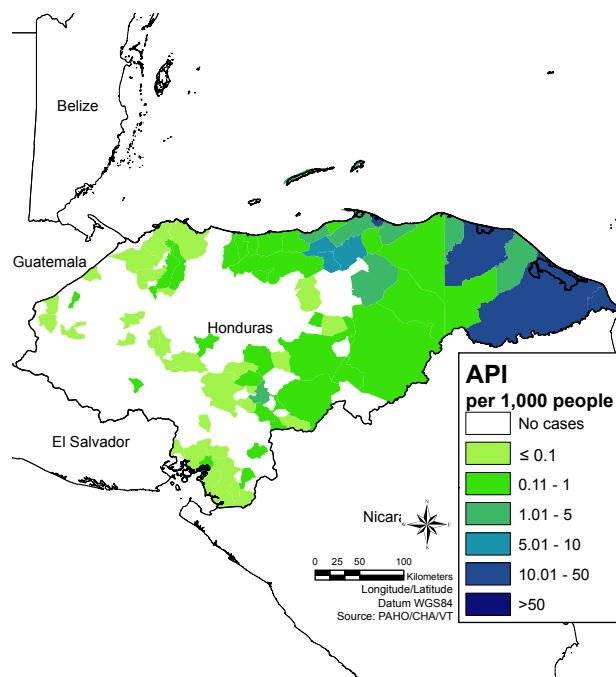 Belize
Guatemala
Honduras
El Salvador
Nicar
N
W
E
S
0 25 50 100
Kilometers
Longitude/Latitude
Datum WGS84
Source: PAHO/CHA/VT
API
per 1,000 people
No cases
≤ 0.1
0.11 - 1
1.01 - 5
5.01 - 10
10.01 - 50
>50